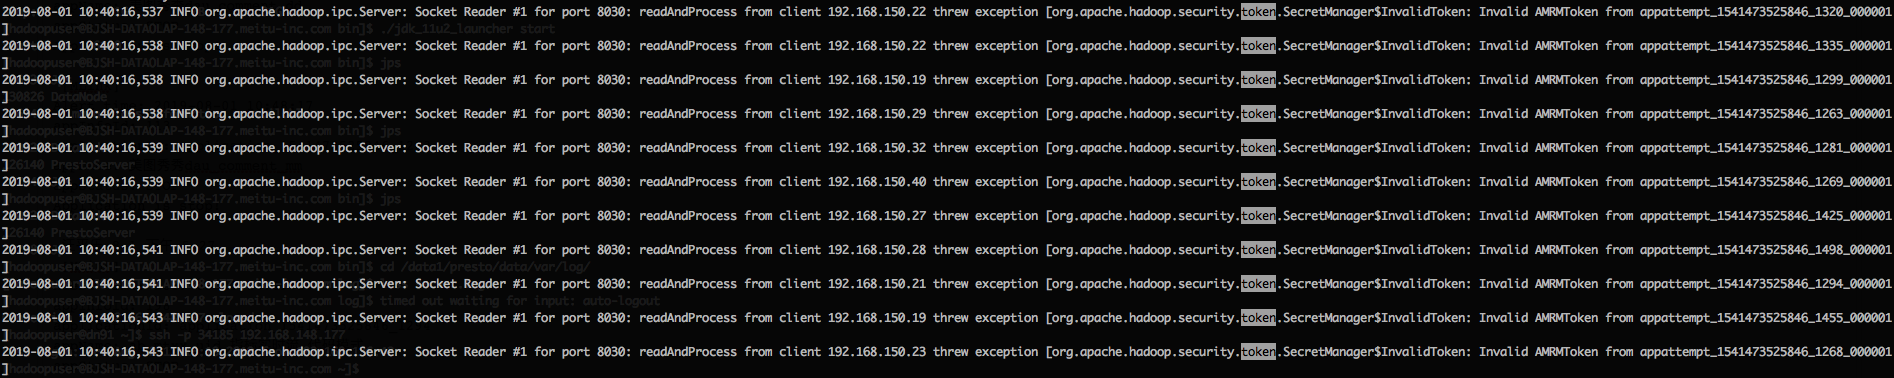 2019-08-01 10:40:16,537 INFO org.apache.hadoop.ipc.Server: Socket Reader #1 for port 8030: readAndProcess from client 192.168.150.22 threw exception [org.apache.hadoop.security.token.SecretManager$InvalidToken: Invalid AMRMToken from appattempt_1541473525846_1320_000001
]hadoopuser@BJSH-DATAOLAP-148-177.meitu-inc.com bin]$ ./jdk_11u2_launcher start
2019-08-01 10:40:16,538 INFO org.apache.hadoop.ipc.Server: Socket Reader #1 for port 8030: readAndProcess from client 192.168.150.22 threw exception [org.apache.hadoop.security.token.SecretManager$InvalidToken: Invalid AMRMToken from appattempt_1541473525846_1335_000001
]hadoopuser@BJSH-DATAOLAP-148-177.meitu-inc.com bin]$ jps
2019-08-01 10:40:16,538 INFO org.apache.hadoop.ipc.Server: Socket Reader #1 for port 8030: readAndProcess from client 192.168.150.19 threw exception [org.apache.hadoop.security.token.SecretManager$InvalidToken: Invalid AMRMToken from appattempt_1541473525846_1299_000001
]30826 DataNode
2019-08-01 10:40:16,538 INFO org.apache.hadoop.ipc.Server: Socket Reader #1 for port 8030: readAndProcess from client 192.168.150.29 threw exception [org.apache.hadoop.security.token.SecretManager$InvalidToken: Invalid AMRMToken from appattempt_1541473525846_1263_000001
]hadoopuser@BJSH-DATAOLAP-148-177.meitu-inc.com bin]$ jps
2019-08-01 10:40:16,539 INFO org.apache.hadoop.ipc.Server: Socket Reader #1 for port 8030: readAndProcess from client 192.168.150.32 threw exception [org.apache.hadoop.security.token.SecretManager$InvalidToken: Invalid AMRMToken from appattempt_1541473525846_1281_000001
]26140 PrestoServer
2019-08-01 10:40:16,539 INFO org.apache.hadoop.ipc.Server: Socket Reader #1 for port 8030: readAndProcess from client 192.168.150.40 threw exception [org.apache.hadoop.security.token.SecretManager$InvalidToken: Invalid AMRMToken from appattempt_1541473525846_1269_000001
]hadoopuser@BJSH-DATAOLAP-148-177.meitu-inc.com bin]$ jps
2019-08-01 10:40:16,539 INFO org.apache.hadoop.ipc.Server: Socket Reader #1 for port 8030: readAndProcess from client 192.168.150.27 threw exception [org.apache.hadoop.security.token.SecretManager$InvalidToken: Invalid AMRMToken from appattempt_1541473525846_1425_000001
]26140 PrestoServer
2019-08-01 10:40:16,541 INFO org.apache.hadoop.ipc.Server: Socket Reader #1 for port 8030: readAndProcess from client 192.168.150.28 threw exception [org.apache.hadoop.security.token.SecretManager$InvalidToken: Invalid AMRMToken from appattempt_1541473525846_1498_000001
]hadoopuser@BJSH-DATAOLAP-148-177.meitu-inc.com bin]$ cd /data1/presto/data/var/log/
2019-08-01 10:40:16,541 INFO org.apache.hadoop.ipc.Server: Socket Reader #1 for port 8030: readAndProcess from client 192.168.150.21 threw exception [org.apache.hadoop.security.token.SecretManager$InvalidToken: Invalid AMRMToken from appattempt_1541473525846_1294_000001
]hadoopuser@BJSH-DATAOLAP-148-177.meitu-inc.com log]$ timed out waiting for input: auto-logout
2019-08-01 10:40:16,543 INFO org.apache.hadoop.ipc.Server: Socket Reader #1 for port 8030: readAndProcess from client 192.168.150.19 threw exception [org.apache.hadoop.security.token.SecretManager$InvalidToken: Invalid AMRMToken from appattempt_1541473525846_1455_000001
]hadoopuser@dn91 ~]$ ssh -p 34185 192.168.148.177
2019-08-01 10:40:16,543 INFO org.apache.hadoop.ipc.Server: Socket Reader #1 for port 8030: readAndProcess from client 192.168.150.23 threw exception [org.apache.hadoop.security.token.SecretManager$InvalidToken: Invalid AMRMToken from appattempt_1541473525846_1268_000001
]hadoopuser@BJSH-DATAOLAP-148-177.meitu-inc.com ~]$